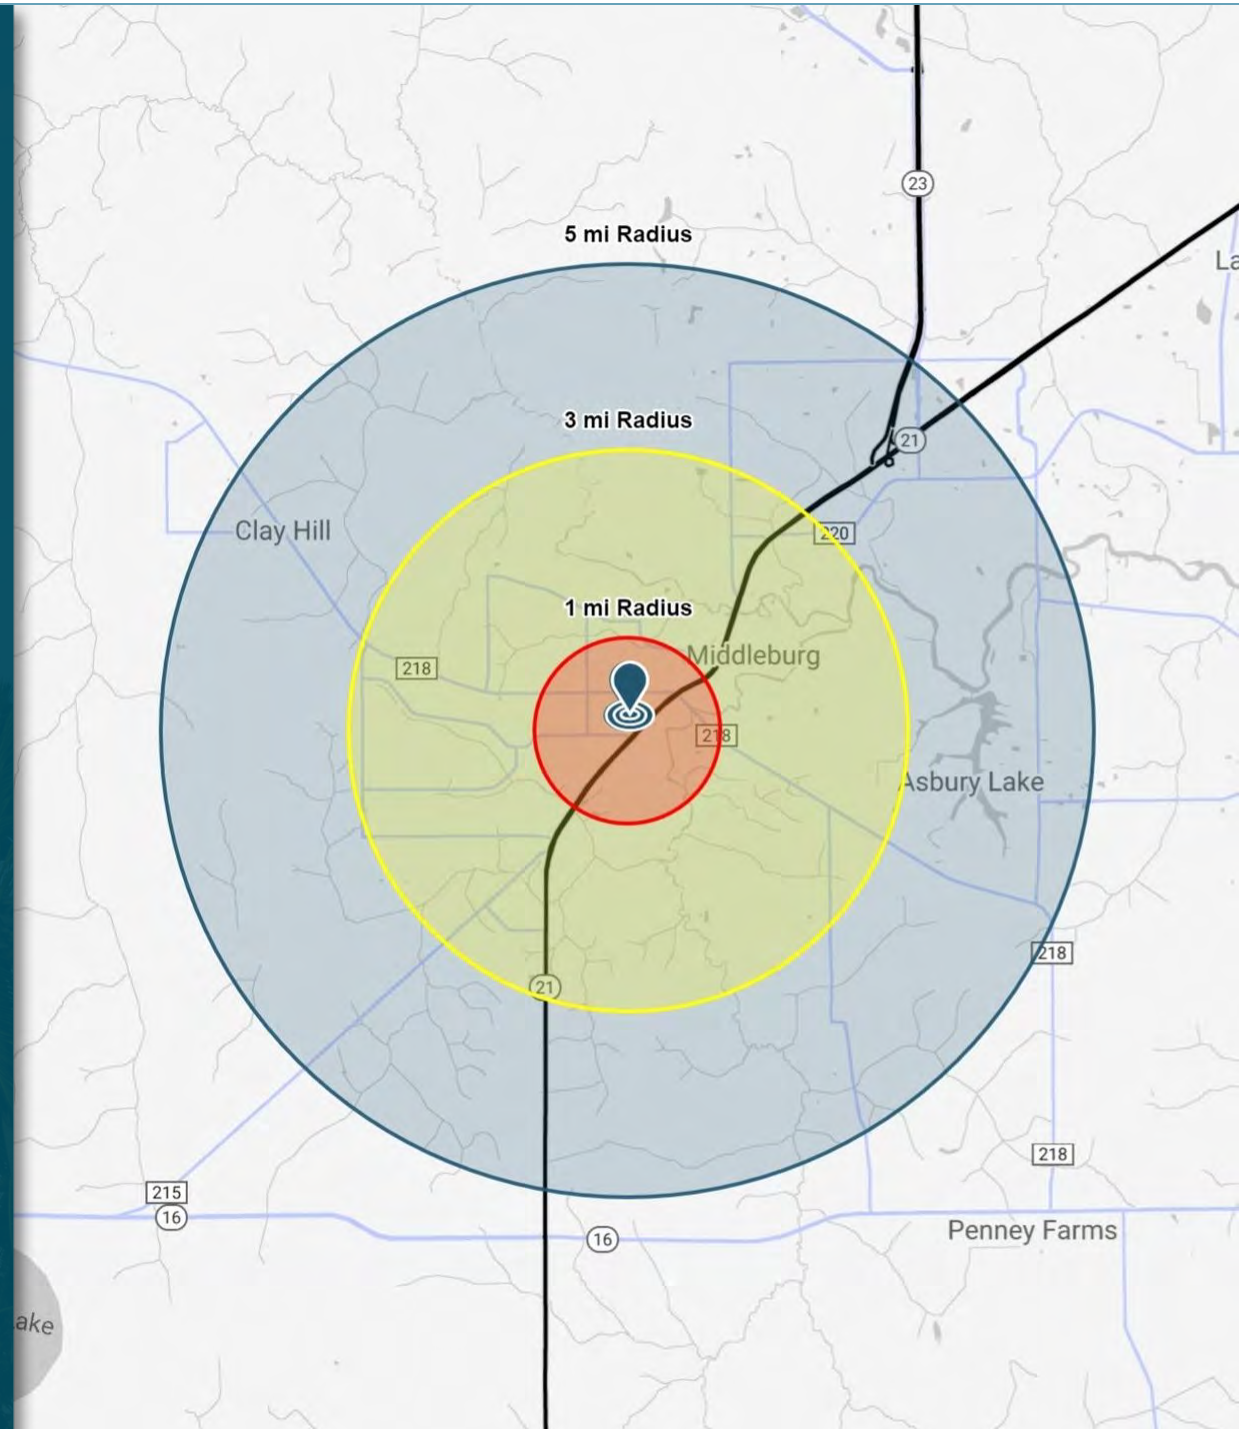 23
5 mi Radius
La
3 mi Radius
21
Clay Hill
220
1 mi Radius
Middleburg
218
218
Asbury Lake
218
21
218
215
16
Penney Farms
16
ake